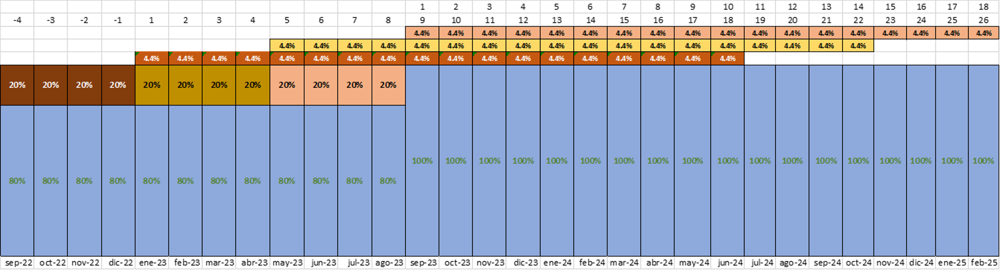 1 2 3 4 5 6 7 8 9 10 11 12 13 14 15 16 17 18
-4 -3 -2 -1 1 2 3 4 5 6 7 8 9 10 11 12 13 14 15 16 17 18 19 20 21 22 23 24 25 26
4.4% 4.4% 4.4% 4.4% 4.4% 4.4% 4.4% 4.4% 4.4% 4.4% 4.4% 4.4% 4.4% 4.4% 4.4% 4.4% 4.4% 4.4%
4.4% 4.4% 4.4% 4.4% 4.4% 4.4% 4.4% 4.4% 4.4% 4.4% 4.4% 4.4% 4.4% 4.4% 4.4% 4.4% 4.4% 4.4%
4.4% 4.4% 4.4% 4.4% 4.4% 4.4% 4.4% 4.4% 4.4% 4.4% 4.4% 4.4% 4.4% 4.4% 4.4% 4.4% 4.4% 4.4%
20% 20% 20% 20% 20% 20% 20% 20% 20% 20% 20% 20%
100% 100% 100% 100% 100% 100% 100% 100% 100% 100% 100% 100% 100% 100% 100% 100% 100% 100%
80% 80% 80% 80% 80% 80% 80% 80% 80% 80% 80% 80%
sep-22 oct-22 nov-22 dic-22 ene-23 feb-23 mar-23 abr-23 may-23 jun-23 jul-23 ago-23 sep-23 oct-23 nov-23 dic-23 ene-24 feb-24 mar-24 abr-24 may-24 jun-24 jul-24 ago-24 sep-24 oct-24 nov-24 dic-24 ene-25 feb-25